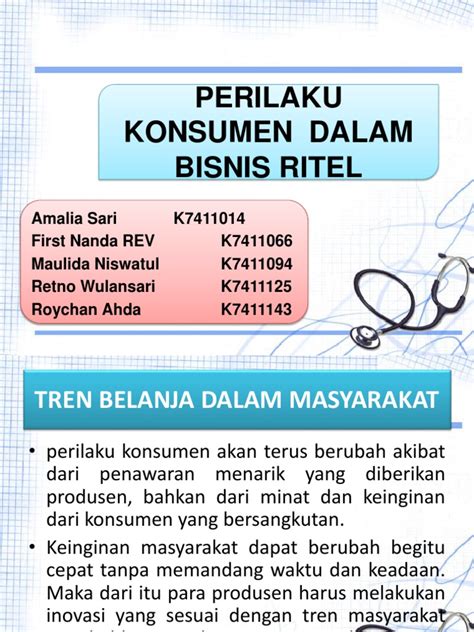 PERILAKU
KONSUMEN DALAM
BISNIS RITEL
Amalia Sari K7411014
First Nanda REV K7411066
Maulida Niswatul K7411094
Retno Wulansari K7411125
Roychan Ahda K7411143
TREN BELANJA DALAM MASYARAKAT
• perilaku konsumen akan terus berubah akibat
dari penawaran menarik yang diberikan
produsen, bahkan dari minat dan keinginan
dari konsumen yang bersangkutan.
• Keinginan masyarakat dapat berubah begitu
cepat tanpa memandang waktu dan keadaan.
Maka dari itu para produsen harus melakukan
inovasi yang sesuai dengan tren masyarakat